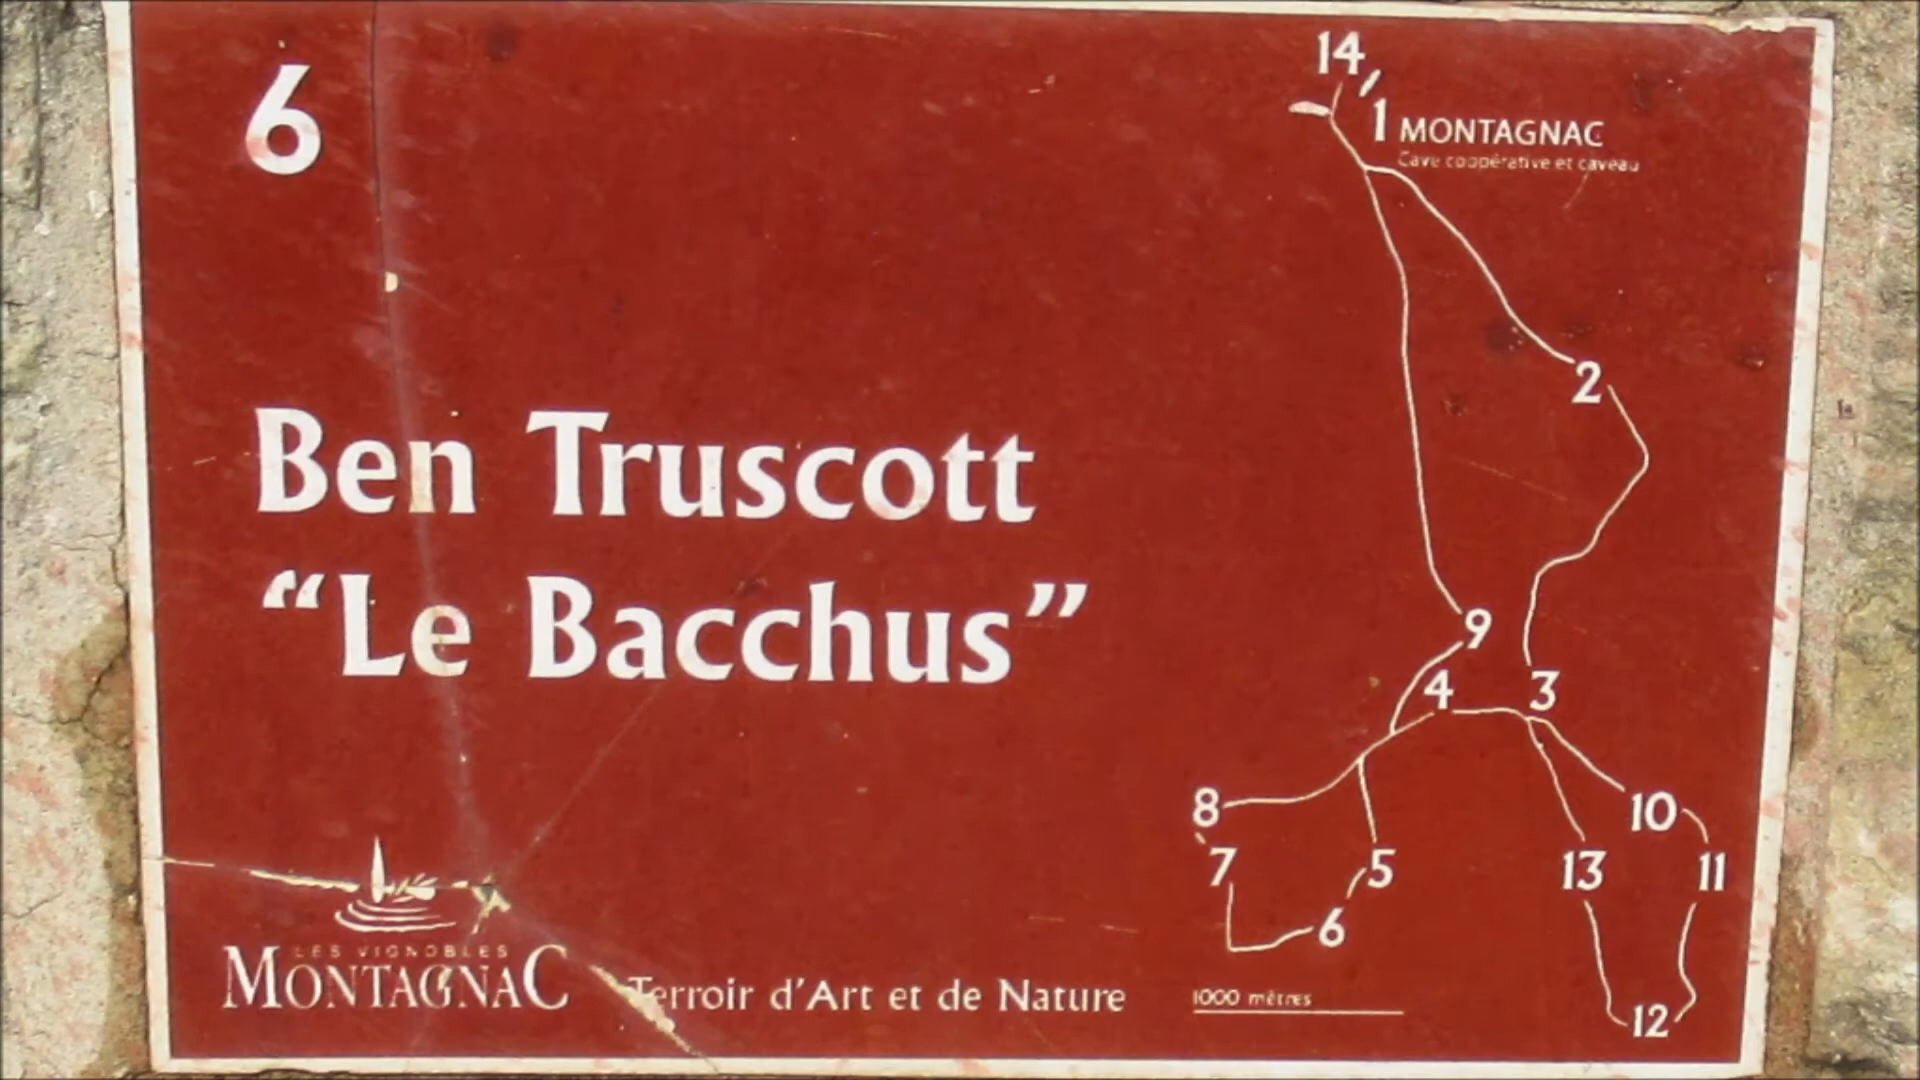 6
Ben Truscott
“Le Bacchus”
14
1 MONTAGNAC
Cave coopérative et caveau
2
9
4
3
8
10
7
5
13
11
6
12
LES VIGNOBLES
MONTAGNAC
Terroir d’Art et de Nature
1000 mètres